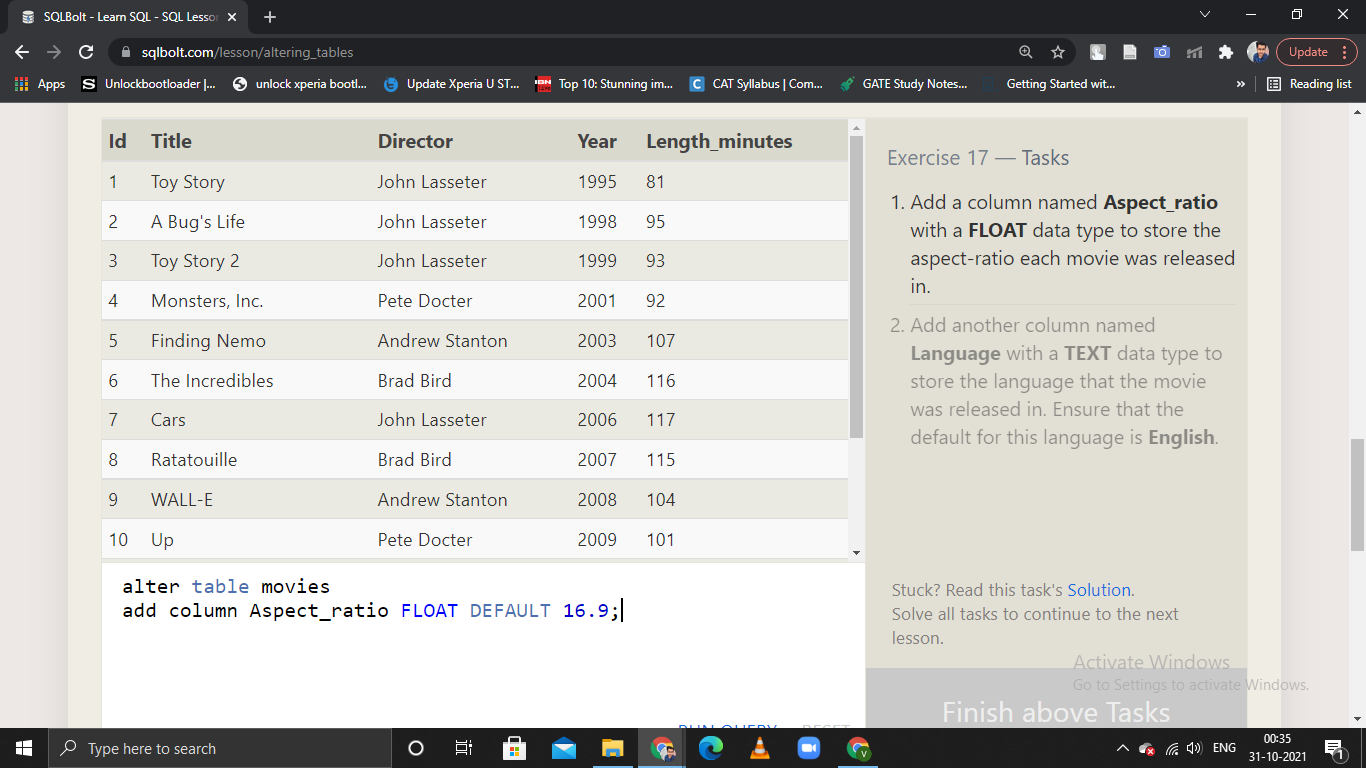 SQLBolt - Learn SQL - SQL Lesson
sqlbolt.com/lesson/altering_tables
Update
Apps
Unlockbootloader |...
unlock xperia bootl...
Update Xperia U ST...
Top 10: Stunning im...
CAT Syllabus | Com...
GATE Study Notes...
Getting Started wit...
»
Reading list
Id Title Director Year Length_minutes
1 Toy Story John Lasseter 1995 81
2 A Bug's Life John Lasseter 1998 95
3 Toy Story 2 John Lasseter 1999 93
4 Monsters, Inc. Pete Docter 2001 92
5 Finding Nemo Andrew Stanton 2003 107
6 The Incredibles Brad Bird 2004 116
7 Cars John Lasseter 2006 117
8 Ratatouille Brad Bird 2007 115
9 WALL-E Andrew Stanton 2008 104
10 Up Pete Docter 2009 101
alter table movies
add column Aspect_ratio FLOAT DEFAULT 16.9;
RUN QUERY RESET
Exercise 17 — Tasks
1. Add a column named Aspect_ratio
with a FLOAT data type to store the
aspect-ratio each movie was released
in.
2. Add another column named
Language with a TEXT data type to
store the language that the movie
was released in. Ensure that the
default for this language is English.
Stuck? Read this task's Solution.
Solve all tasks to continue to the next
lesson.
Activate Windows
Go to Settings to activate Windows.
Finish above Tasks
Type here to search
ENG
00:35
31-10-2021
1